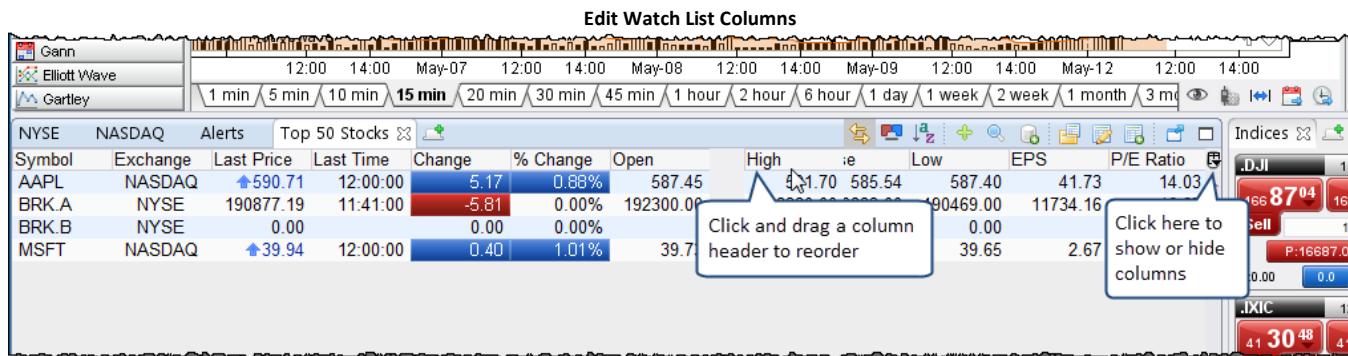 Edit Watch List Columns
Gann
12:00 14:00 May-07 12:00 14:00 May-08 12:00 14:00 May-09 12:00 14:00 May-12 12:00 14:00
Elliott Wave
Gartley
1 min 5 min 10 min 15 min 20 min 30 min 45 min 1 hour 2 hour 6 hour 1 day 1 week 2 week 1 month
NYSE NASDAQ Alerts Top 50 Stocks Indices
Symbol Exchange Last Price Last Time Change % Change Open High Low EPS P/E Ratio
.DJI
AAPL NASDAQ 590.71 12:00:00 5.17 0.88% 587.45 585.54 587.40 41.73 14.03
8704
BRK.A NYSE 190877.19 11:41:00 -5.81 0.00% 192300.00 11734.16
BRK.B NYSE 0.00 0.00 0.00% 0.00
MSFT NASDAQ 39.94 12:00:00 0.40 1.01% 39.65 2.67
Click and drag a column
header to reorder
Click here to
show or hide
columns
Sell
0.0
.IXIC
41 3048